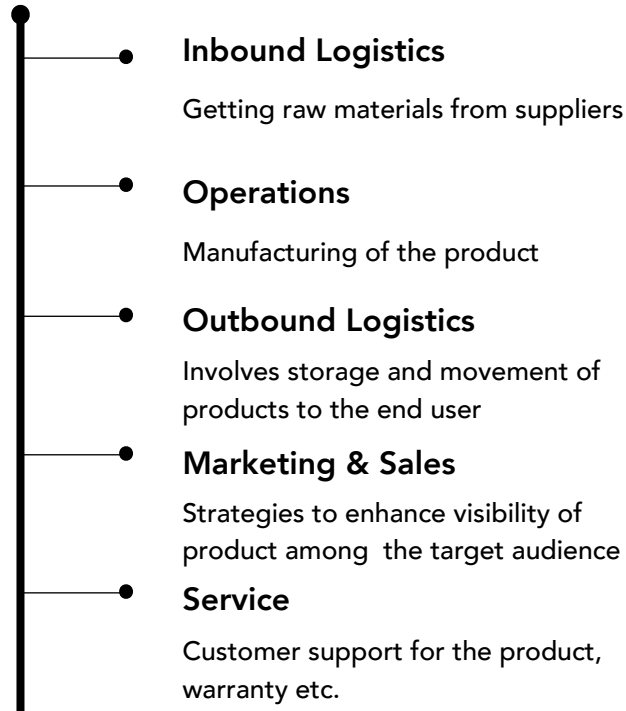 Inbound Logistics
Getting raw materials from suppliers
Operations
Manufacturing of the product
Outbound Logistics
Involves storage and movement of
products to the end user
Marketing & Sales
Strategies to enhance visibility of
product among  the target audience
Service
Customer support for the product,
warranty etc.